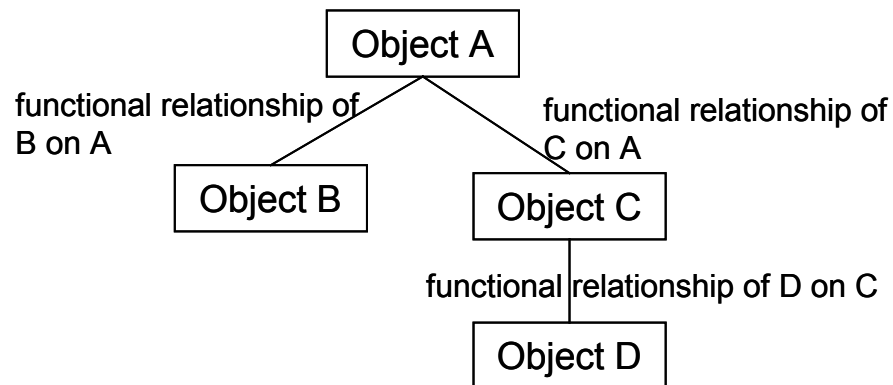 Object A
functional relationship of
B on A
functional relationship of
C on A
Object B
Object C
functional relationship of D on C
Object D